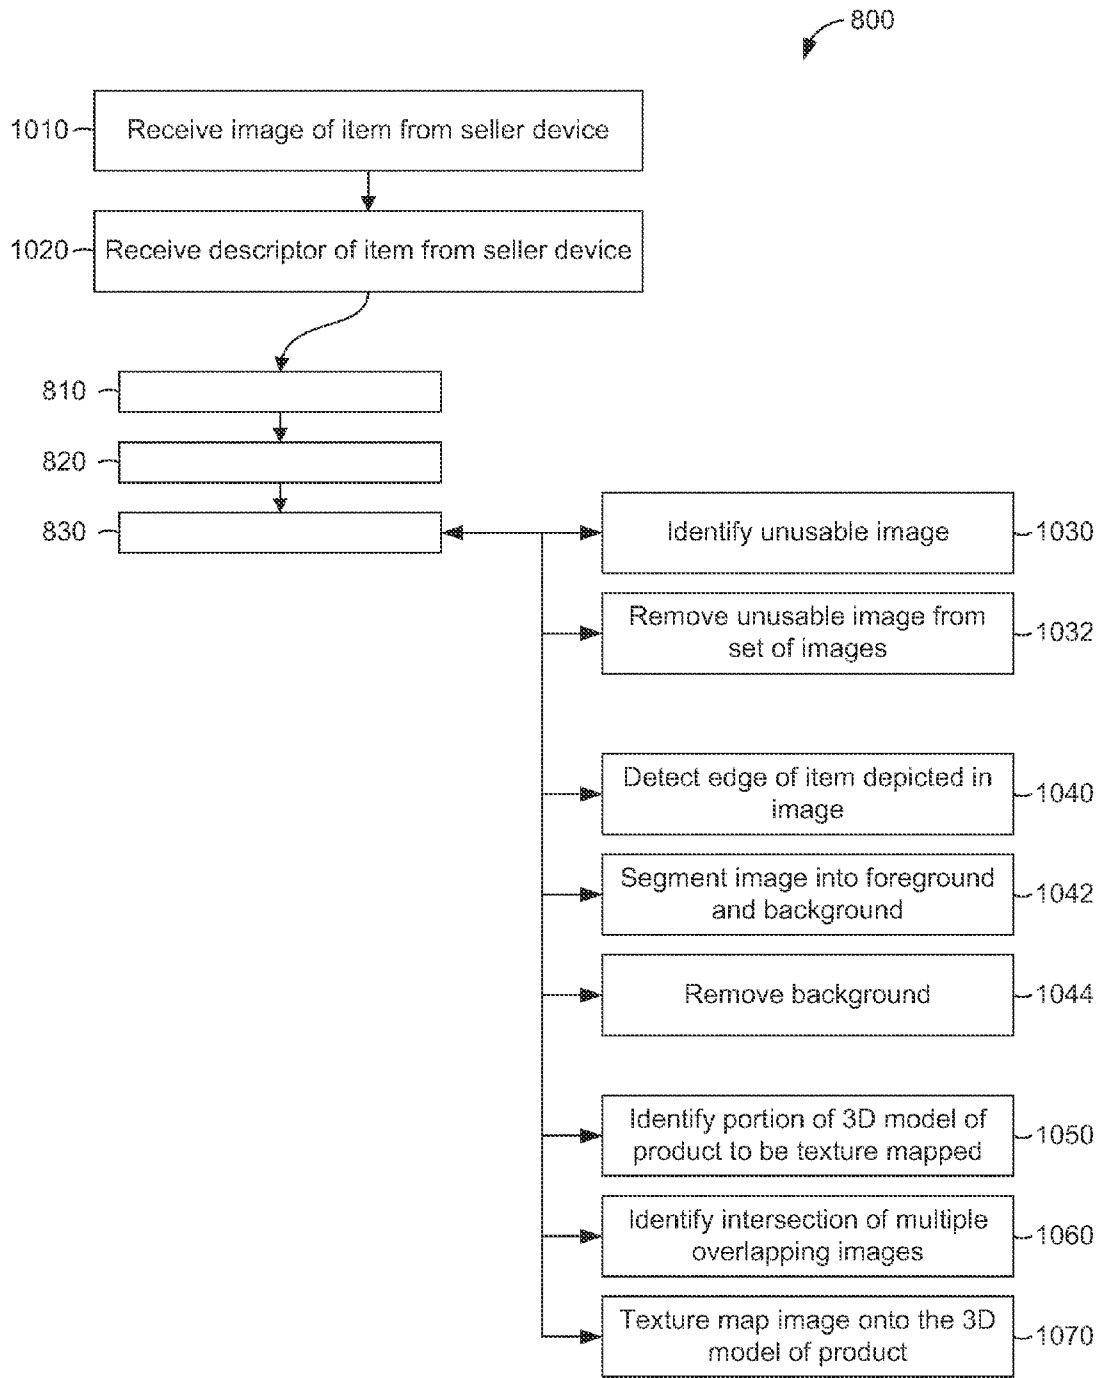 800
1010
Receive image of item from seller device
1020
Receive descriptor of item from seller device
810
820
830
Identify unusable image
1030
Remove unusable image from
set of images
1032
Detect edge of item depicted in
image
1040
Segment image into foreground
and background
1042
Remove background
1044
Identify portion of 3D model of
product to be texture mapped
1050
Identify intersection of multiple
overlapping images
1060
Texture map image onto the 3D
model of product
1070